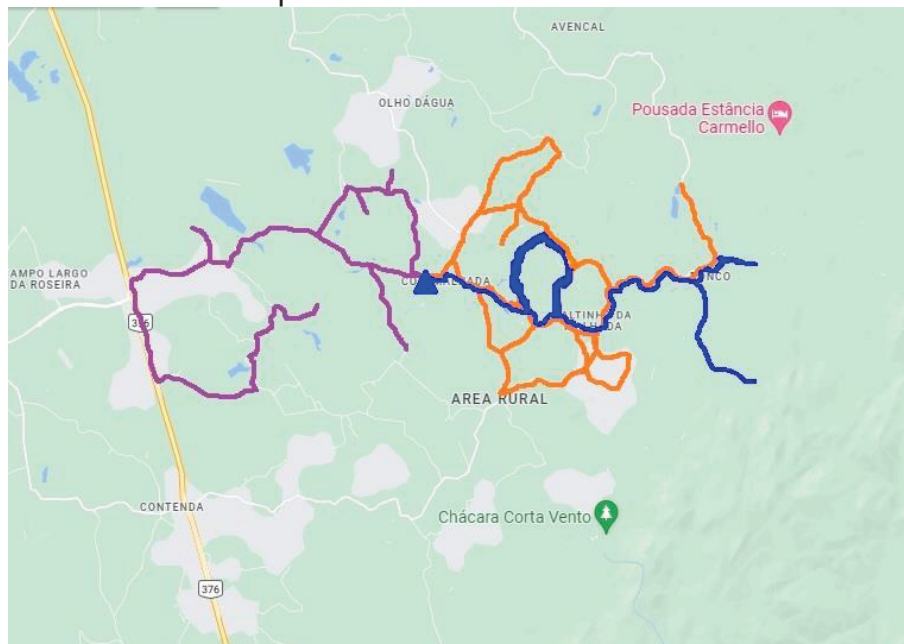 AVENCAL
OLHO DÁGUA
Pousada Estância
Carmello
AMPO LARGO
DA ROSEIRA
376
AREA RURAL
CONTENDA
Chácara Corta Vento
376